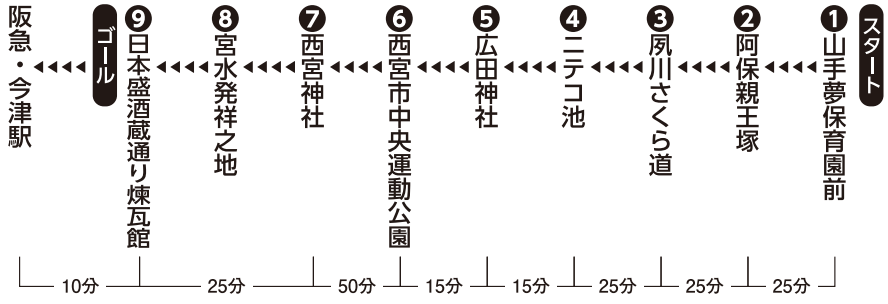 スタート
❶山手夢保育園前
❷阿保親王塚
❸夙川さくら道
❹ニテコ池
❺広田神社
❻西宮市中央運動公園
❼西宮神社
❽宮水発祥之地
❾日本盛酒蔵通り煉瓦館
ゴール
阪急・今津駅
10分
25分
50分
15分
15分
25分
25分
25分